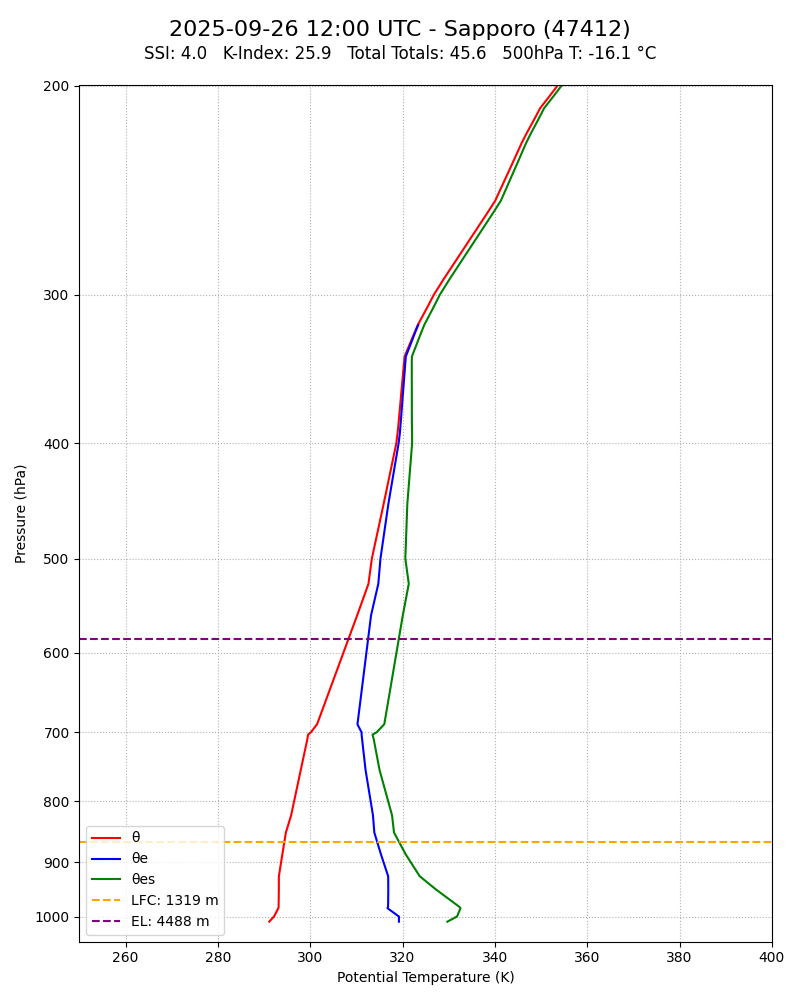 2025-09-26 12:00 UTC - Sapporo (47412)
SSI: 4.0   K-Index: 25.9   Total Totals: 45.6   500hPa T: -16.1 °C
200
300
400
500
600
700
800
900
1000
Pressure (hPa)
θ
θe
θes
LFC: 1319 m
EL: 4488 m
260 280 300 320 340 360 380 400
Potential Temperature (K)